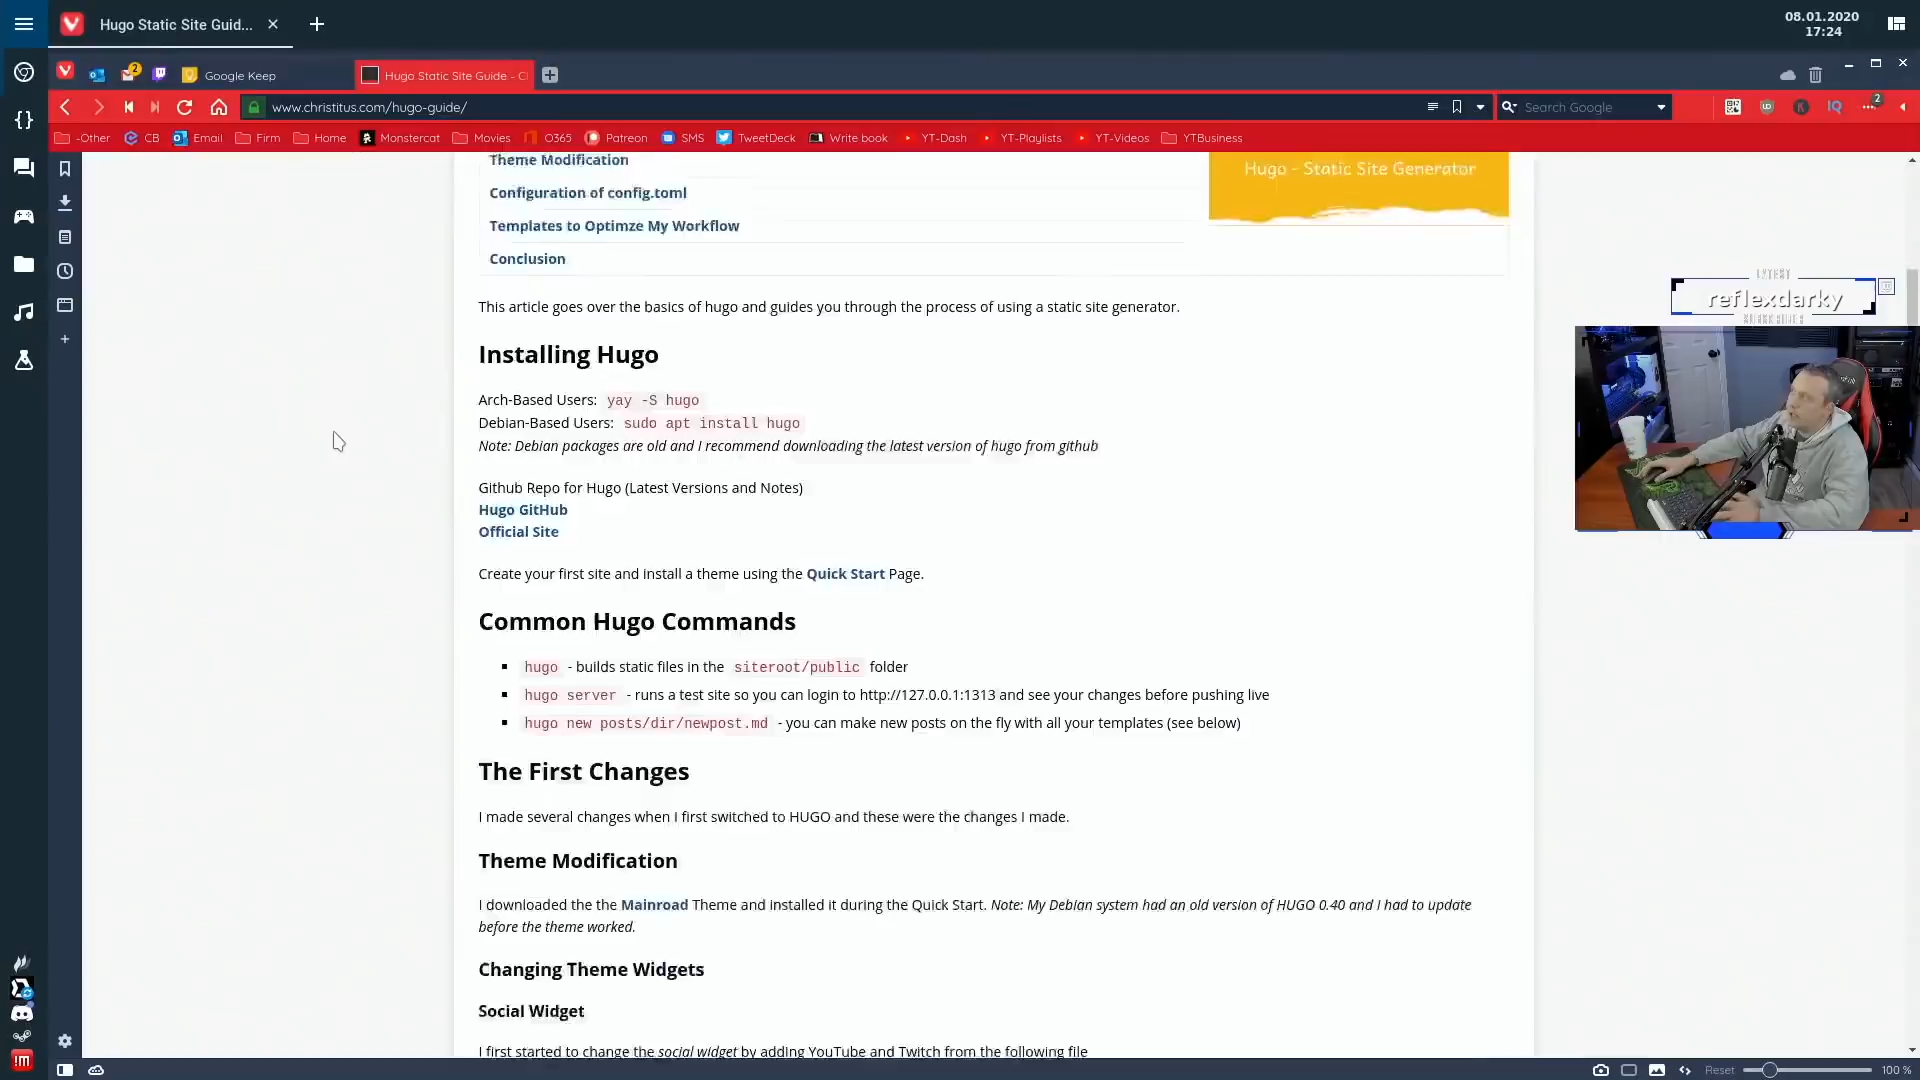 Hugo Static Site Guid...
08.01.2020
17:24
2
Google Keep
Hugo Static Site Guide - C
www.christitus.com/hugo-guide/
Search Google
2
-Other
CB
Email
Firm
Home
Monstercat
Movies
O365
Patreon
SMS
TweetDeck
Write book
YT-Dash
YT-Playlists
YT-Videos
YTBusiness
Theme Modification
Configuration of config.toml
Templates to Optimze My Workflow
Conclusion
Hugo - Static Site Generator
This article goes over the basics of hugo and guides you through the process of using a static site generator.
LATEST
reflexdarky
Installing Hugo
Arch-Based Users: yay -S hugo
Debian-Based Users: sudo apt install hugo
Note: Debian packages are old and I recommend downloading the latest version of hugo from github
Github Repo for Hugo (Latest Versions and Notes)
Hugo GitHub
Official Site
Create your first site and install a theme using the Quick Start Page.
Common Hugo Commands
hugo - builds static files in the siteroot/public folder
hugo server - runs a test site so you can login to http://127.0.0.1:1313 and see your changes before pushing live
hugo new posts/dir/newpost.md - you can make new posts on the fly with all your templates (see below)
The First Changes
I made several changes when I first switched to HUGO and these were the changes I made.
Theme Modification
I downloaded the the Mainroad Theme and installed it during the Quick Start. Note: My Debian system had an old version of HUGO 0.40 and I had to update
before the theme worked.
Changing Theme Widgets
Social Widget
I first started to change the social widget by adding YouTube and Twitch from the following file
Reset
100 %